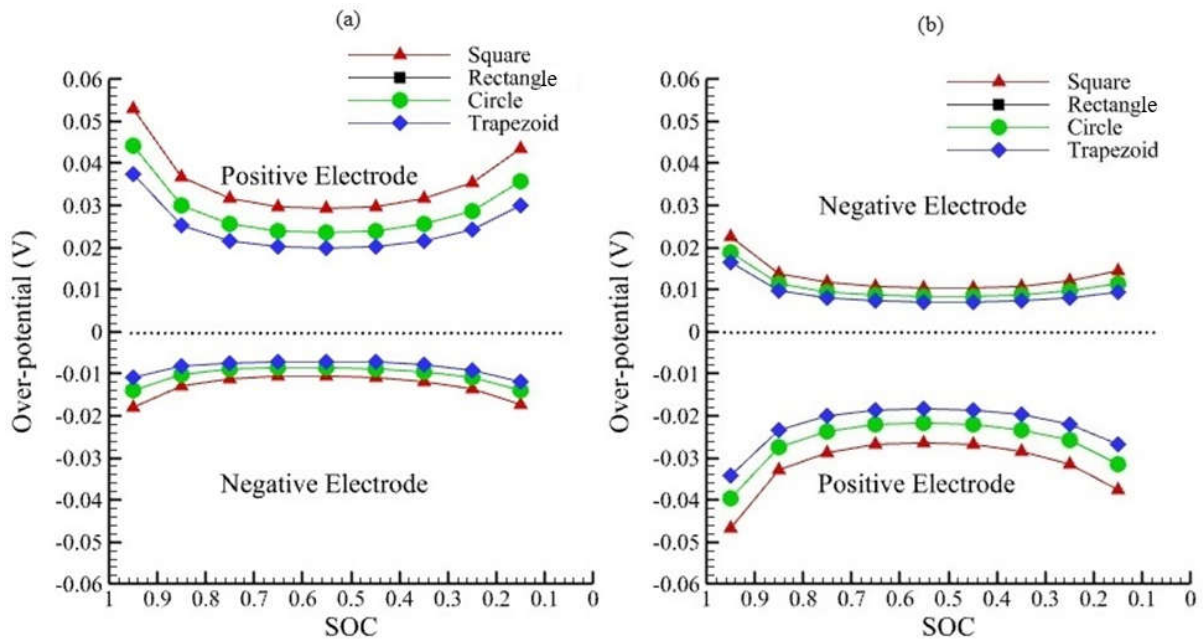 (a)
Square
Rectangle
Circle
Trapezoid
0.06
0.05
0.04
0.03
0.02
0.01
0
-0.01
-0.02
-0.03
-0.04
-0.05
-0.06
Over-potential (V)
Positive Electrode
Negative Electrode
1 0.9 0.8 0.7 0.6 0.5 0.4 0.3 0.2 0.1 0
SOC
(b)
Square
Rectangle
Circle
Trapezoid
0.06
0.05
0.04
0.03
0.02
0.01
0
-0.01
-0.02
-0.03
-0.04
-0.05
-0.06
Over-potential (V)
Negative Electrode
Positive Electrode
1 0.9 0.8 0.7 0.6 0.5 0.4 0.3 0.2 0.1 0
SOC